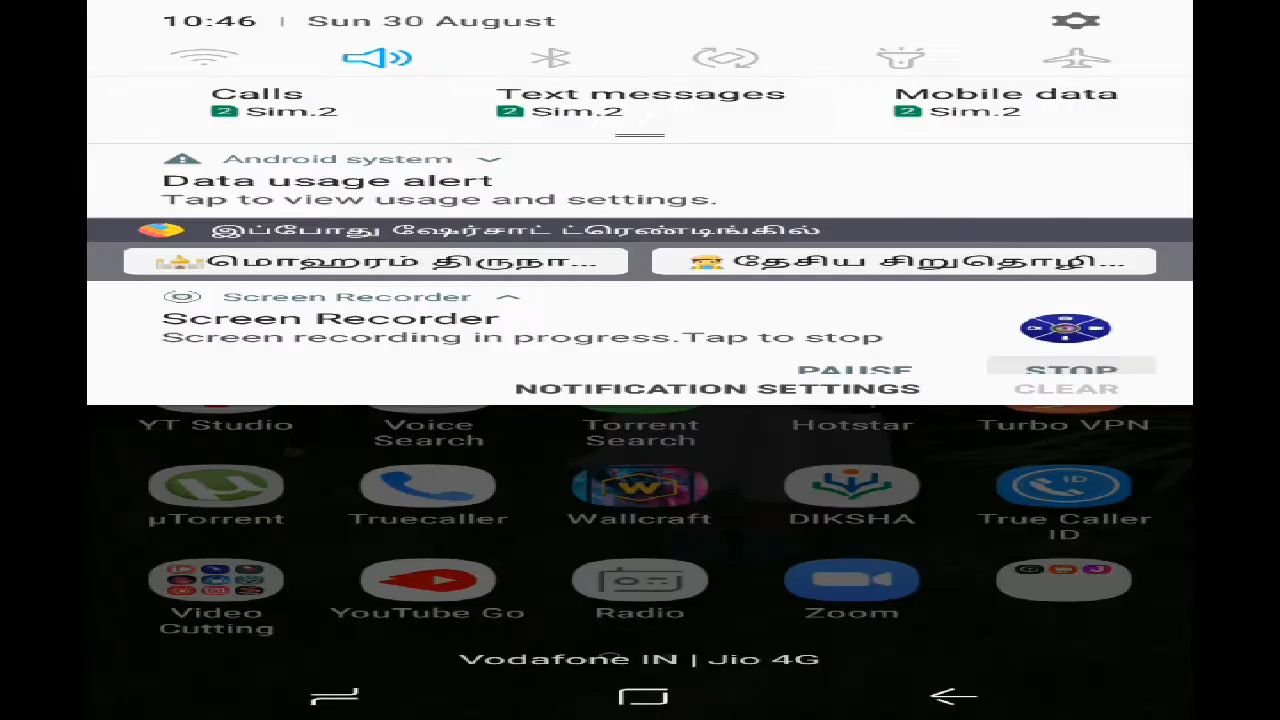 10:46 | Sun 30 August
Calls Text messages Mobile data
2 Sim.2 2 Sim.2 2 Sim.2
Android system
Data usage alert
Tap to view usage and settings.
இப்போது ஷேர்சாட் ட்ரெண்டிங்கில்
மொஹரம் திருநா... தேசிய சிறுதொழி...
Screen Recorder
Screen Recorder
Screen recording in progress.Tap to stop
PAUSE STOP
NOTIFICATION SETTINGS CLEAR
YT Studio Voice Search Torrent Search Hotstar Turbo VPN
µTorrent Truecaller Wallcraft DIKSHA True Caller ID
Video Cutting YouTube Go Radio Zoom
Vodafone IN | Jio 4G